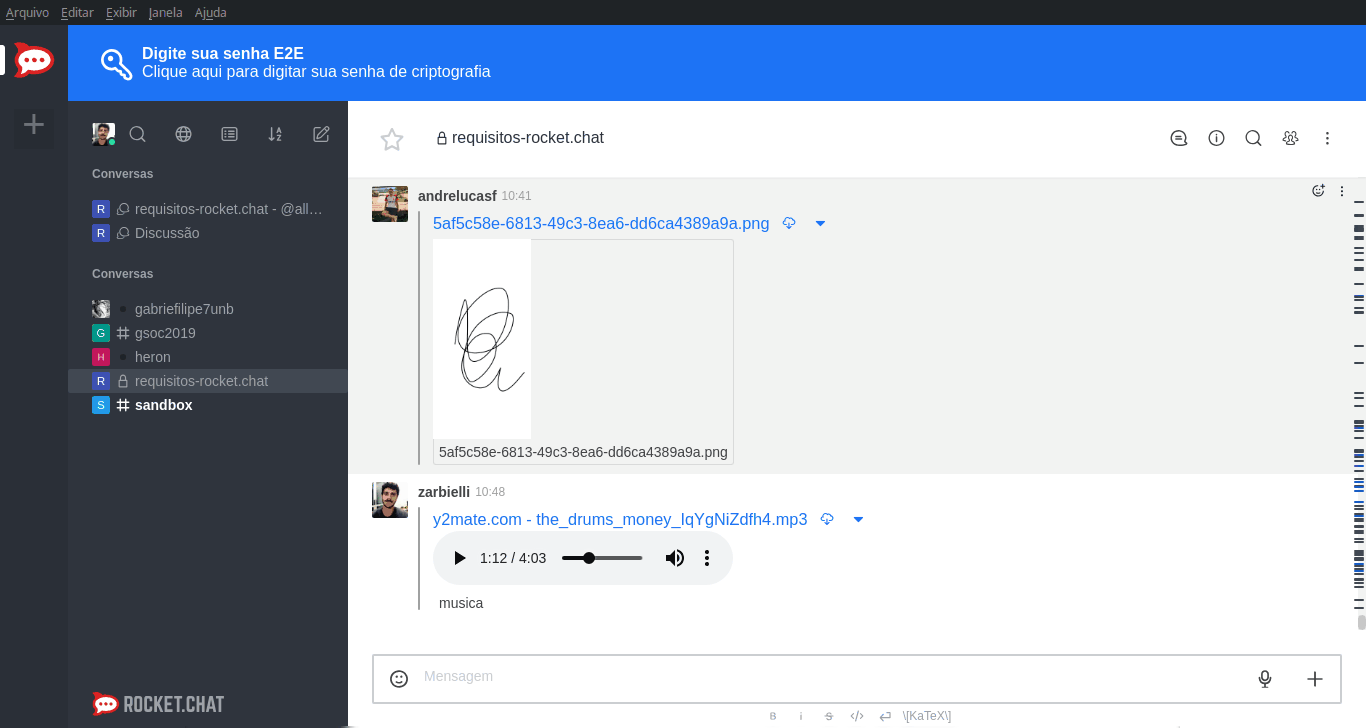 Arquivo Editar Exibir Janela Ajuda
Digite sua senha E2E
Clique aqui para digitar sua senha de criptografia
Conversas
R requisitos-rocket.chat - @all…
R Discussão
Conversas
gabriefilipe7unb
G gsoc2019
H heron
R requisitos-rocket.chat
S sandbox
ROCKET.CHAT
requisitos-rocket.chat
andrelucasf 10:41
5af5c58e-6813-49c3-8ea6-dd6ca4389a9a.png
5af5c58e-6813-49c3-8ea6-dd6ca4389a9a.png
zarbielli 10:48
y2mate.com - the_drums_money_IqYgNiZdfh4.mp3
1:12 / 4:03
musica
Mensagem
B i S </> \[KaTeX\]